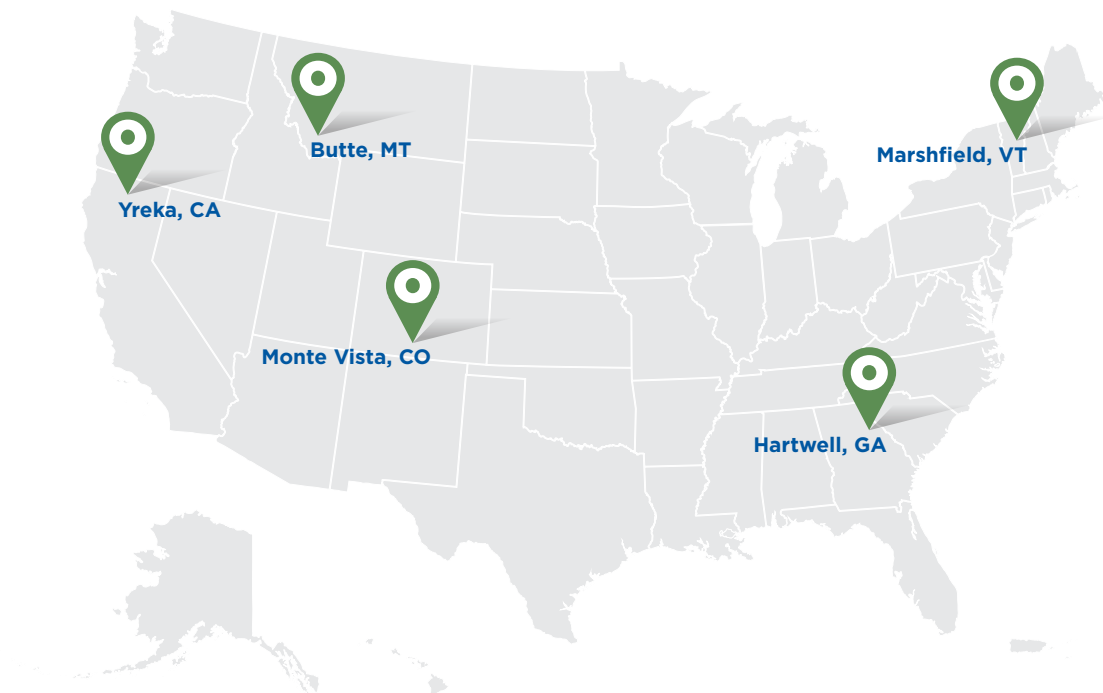 Butte, MT
Marshfield, VT
Yreka, CA
Monte Vista, CO
Hartwell, GA